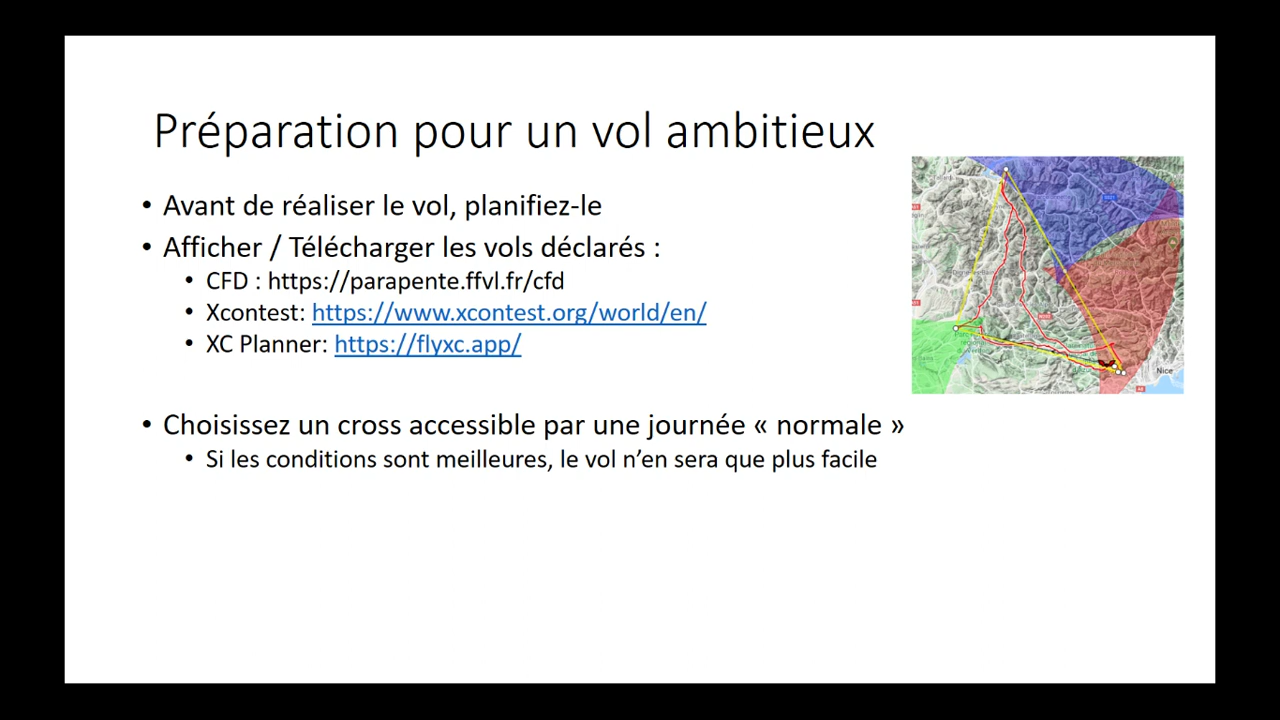 Préparation pour un vol ambitieux
• Avant de réaliser le vol, planifiez-le
• Afficher / Télécharger les vols déclarés :
• CFD : https://parapente.ffvl.fr/cfd
• Xcontest: https://www.xcontest.org/world/en/
• XC Planner: https://flyxc.app/
• Choisissez un cross accessible par une journée « normale »
• Si les conditions sont meilleures, le vol n’en sera que plus facile
Nice